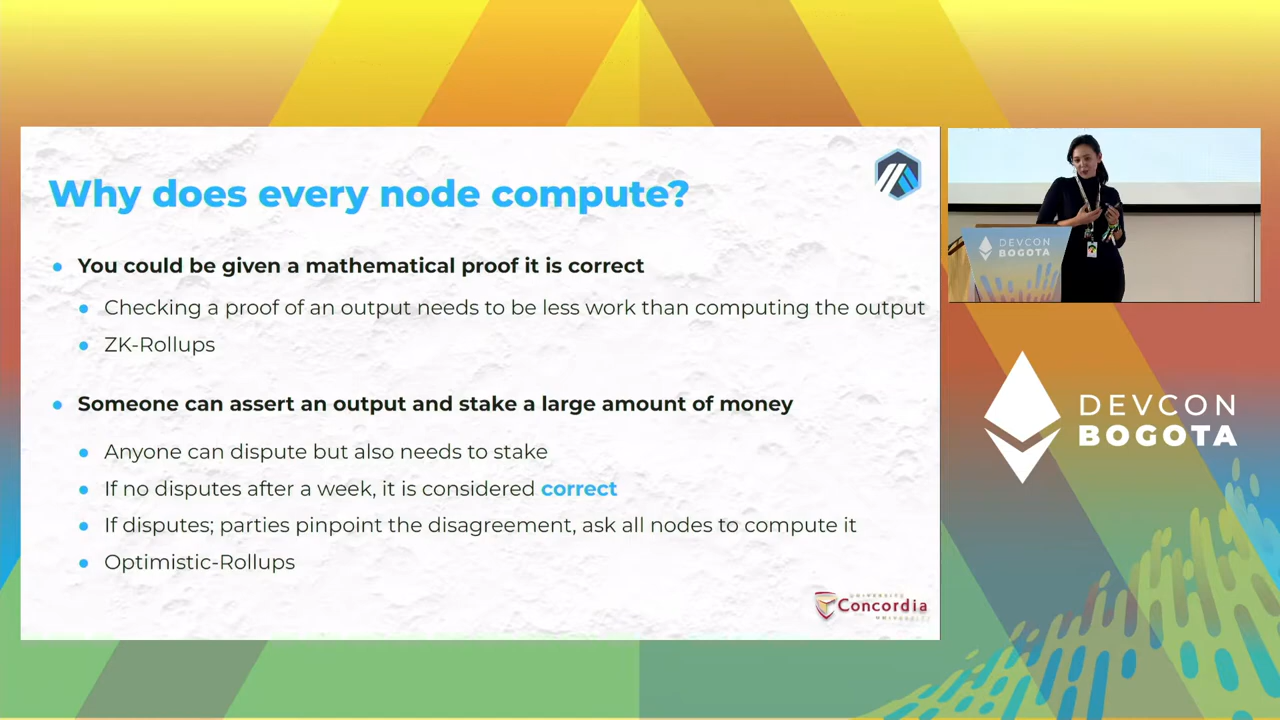 Why does every node compute?
You could be given a mathematical proof it is correct
Checking a proof of an output needs to be less work than computing the output
ZK-Rollups
Someone can assert an output and stake a large amount of money
Anyone can dispute but also needs to stake
If no disputes after a week, it is considered correct
If disputes; parties pinpoint the disagreement, ask all nodes to compute it
Optimistic-Rollups
UNIVERSITÉ
Concordia
UNIVERSITY
DEVCON
BOGOTA
DEVCON
BOGOTA